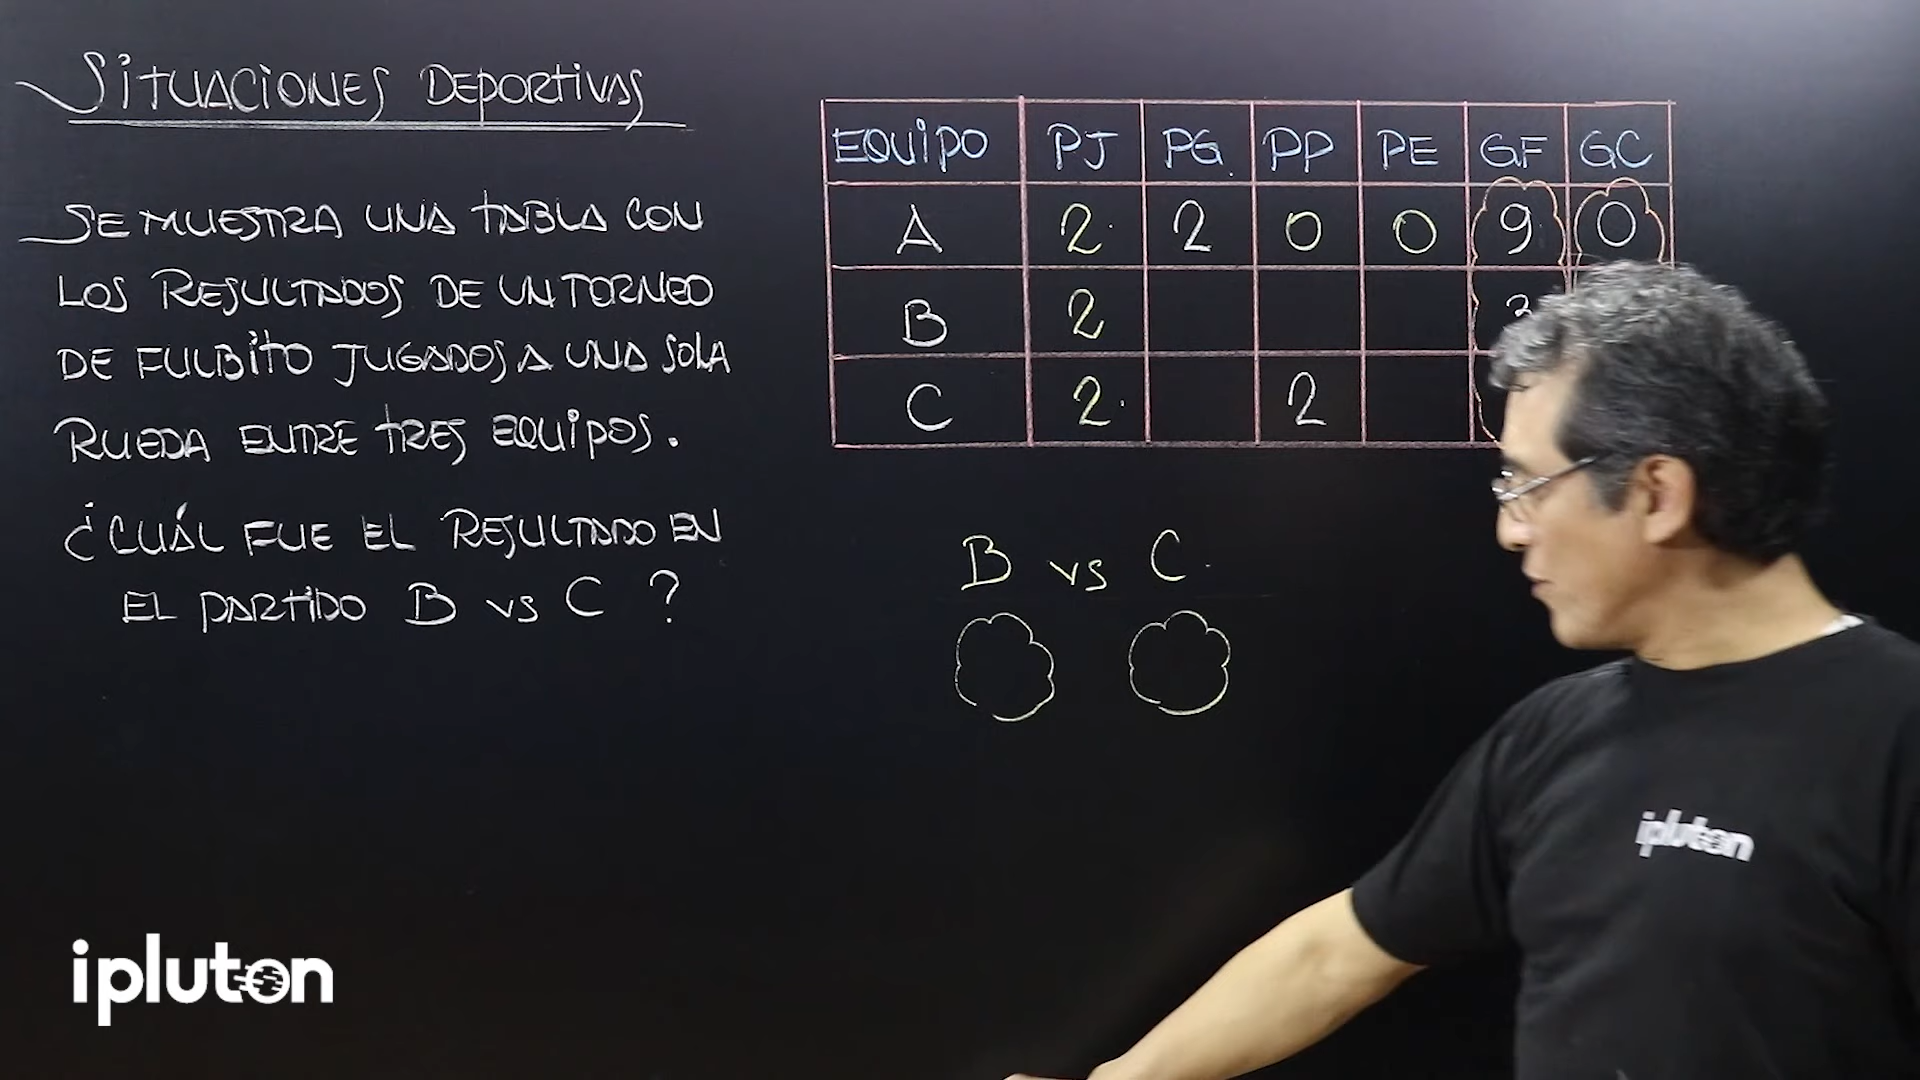 SITUACIONES DEPORTIVAS
SE MUESTRA UNA TABLA CON
LOS RESULTADOS DE UN TORNEO
DE FULBITO JUGADOS A UNA SOLA
RUEDA ENTRE TRES EQUIPOS.
¿CUÁL FUE EL RESULTADO EN
EL PARTIDO B vs C ?
EQUIPO PJ PG. PP PE GF GC
A 2 2 0 0 9 0
B 2
C 2 2
B vs C
ipluton
ipluton